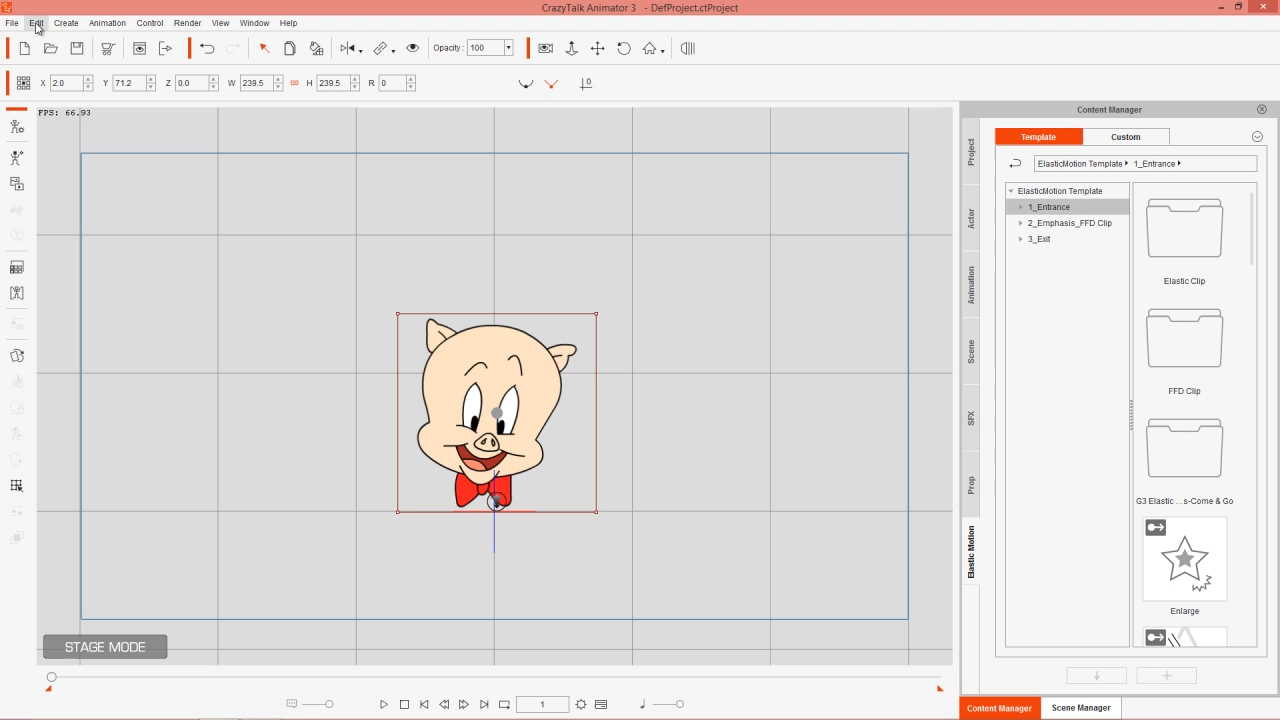 CrazyTalk Animator 3 - DefProject.ctProject
File Edit Create Animation Control Render View Window Help
Opacity : 100
X 2.0 Y 71.2 Z 0.0 W 239.5 H 239.5 R 0
FPS: 66.93
Content Manager
Template Custom
ElasticMotion Template 1_Entrance
ElasticMotion Template
1_Entrance
2_Emphasis_FFD Clip
3_Exit
Elastic Clip
FFD Clip
G3 Elastic ...s-Come & Go
Enlarge
Project
Actor
Animation
Scene
SFX
Prop
Elastic Motion
STAGE MODE
1
Content Manager Scene Manager